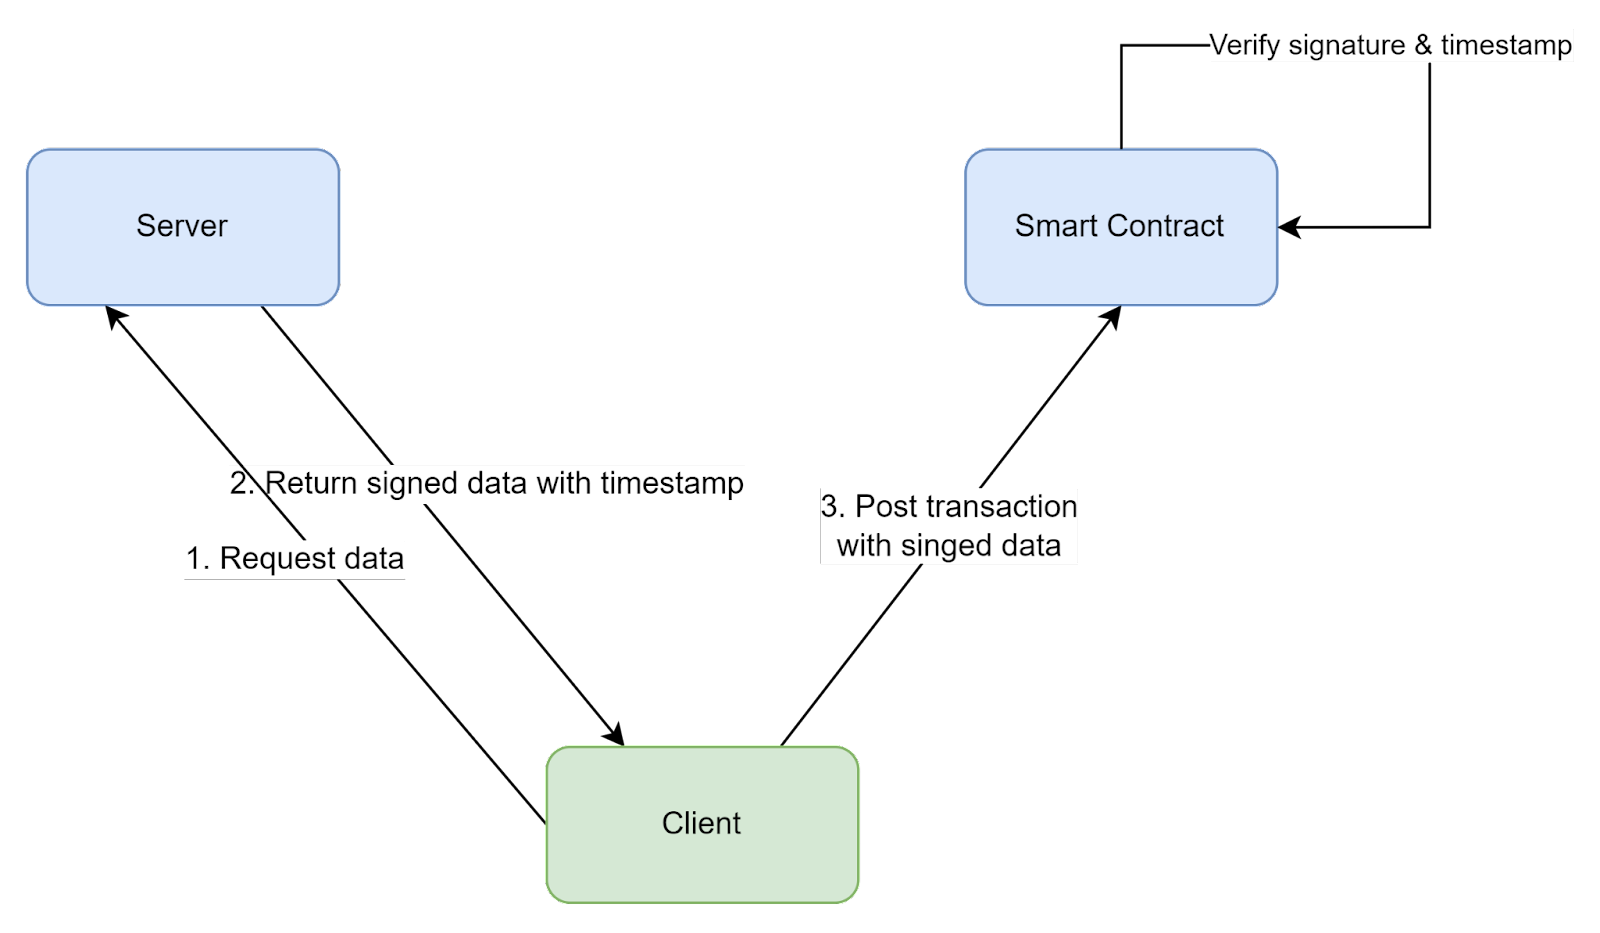 Verify signature & timestamp
Server
Smart Contract
2. Return signed data with timestamp
3. Post transaction
with singed data
1. Request data
Client